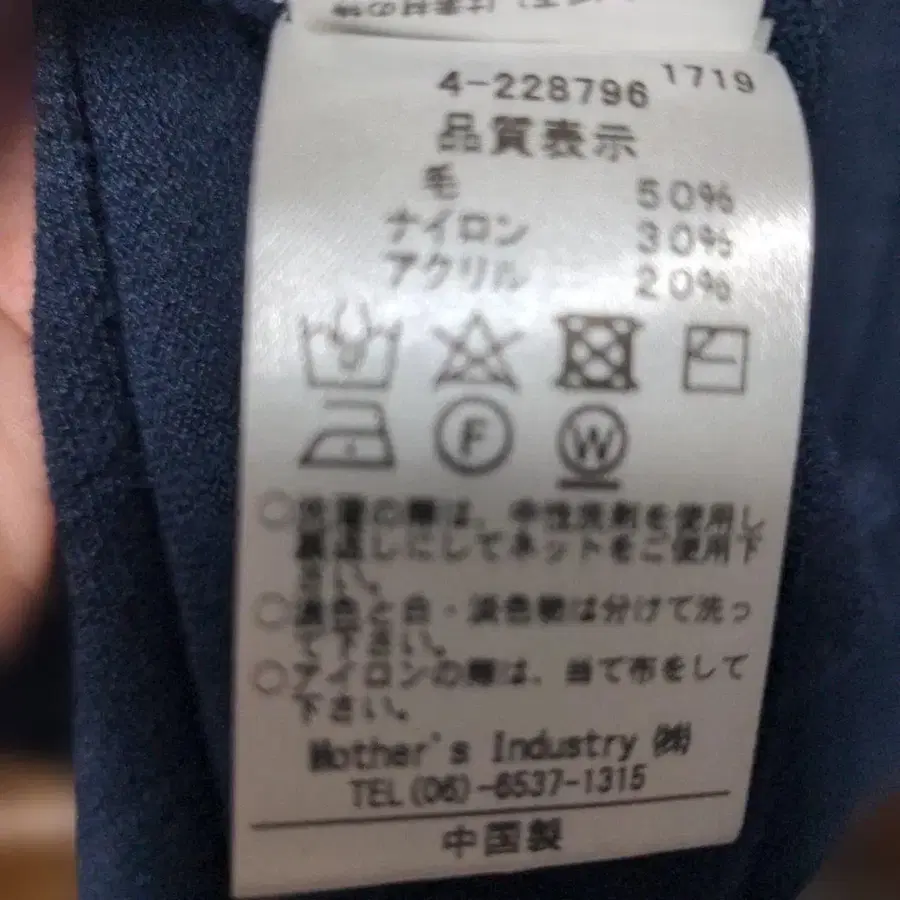 4-228796 1719
品質表示
毛 50%
ナイロン 30%
アクリル 20%
F W
○洗濯の際は、中性洗剤を使用し
裏返しにしてネットをご使用下
さい。
○濃色と白・淡色物は分けて洗っ
て下さい。
○アイロンの際は、当て布をして
下さい。
Mother's Industry ㈱
TEL(06)-6537-1315
中国製